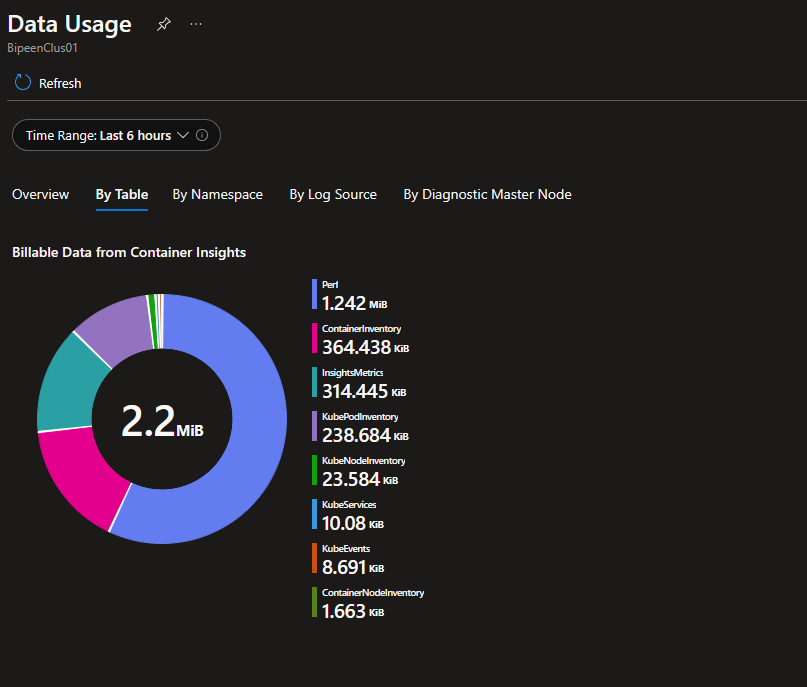 Data Usage
BipeenClus01
Refresh
Time Range: Last 6 hours
Overview By Table By Namespace By Log Source By Diagnostic Master Node
Billable Data from Container Insights
2.2 MiB
Perf
1.242 MiB
ContainerInventory
364.438 KiB
InsightsMetrics
314.445 KiB
KubePodInventory
238.684 KiB
KubeNodeInventory
23.584 KiB
KubeServices
10.08 KiB
KubeEvents
8.691 KiB
ContainerNodeInventory
1.663 KiB